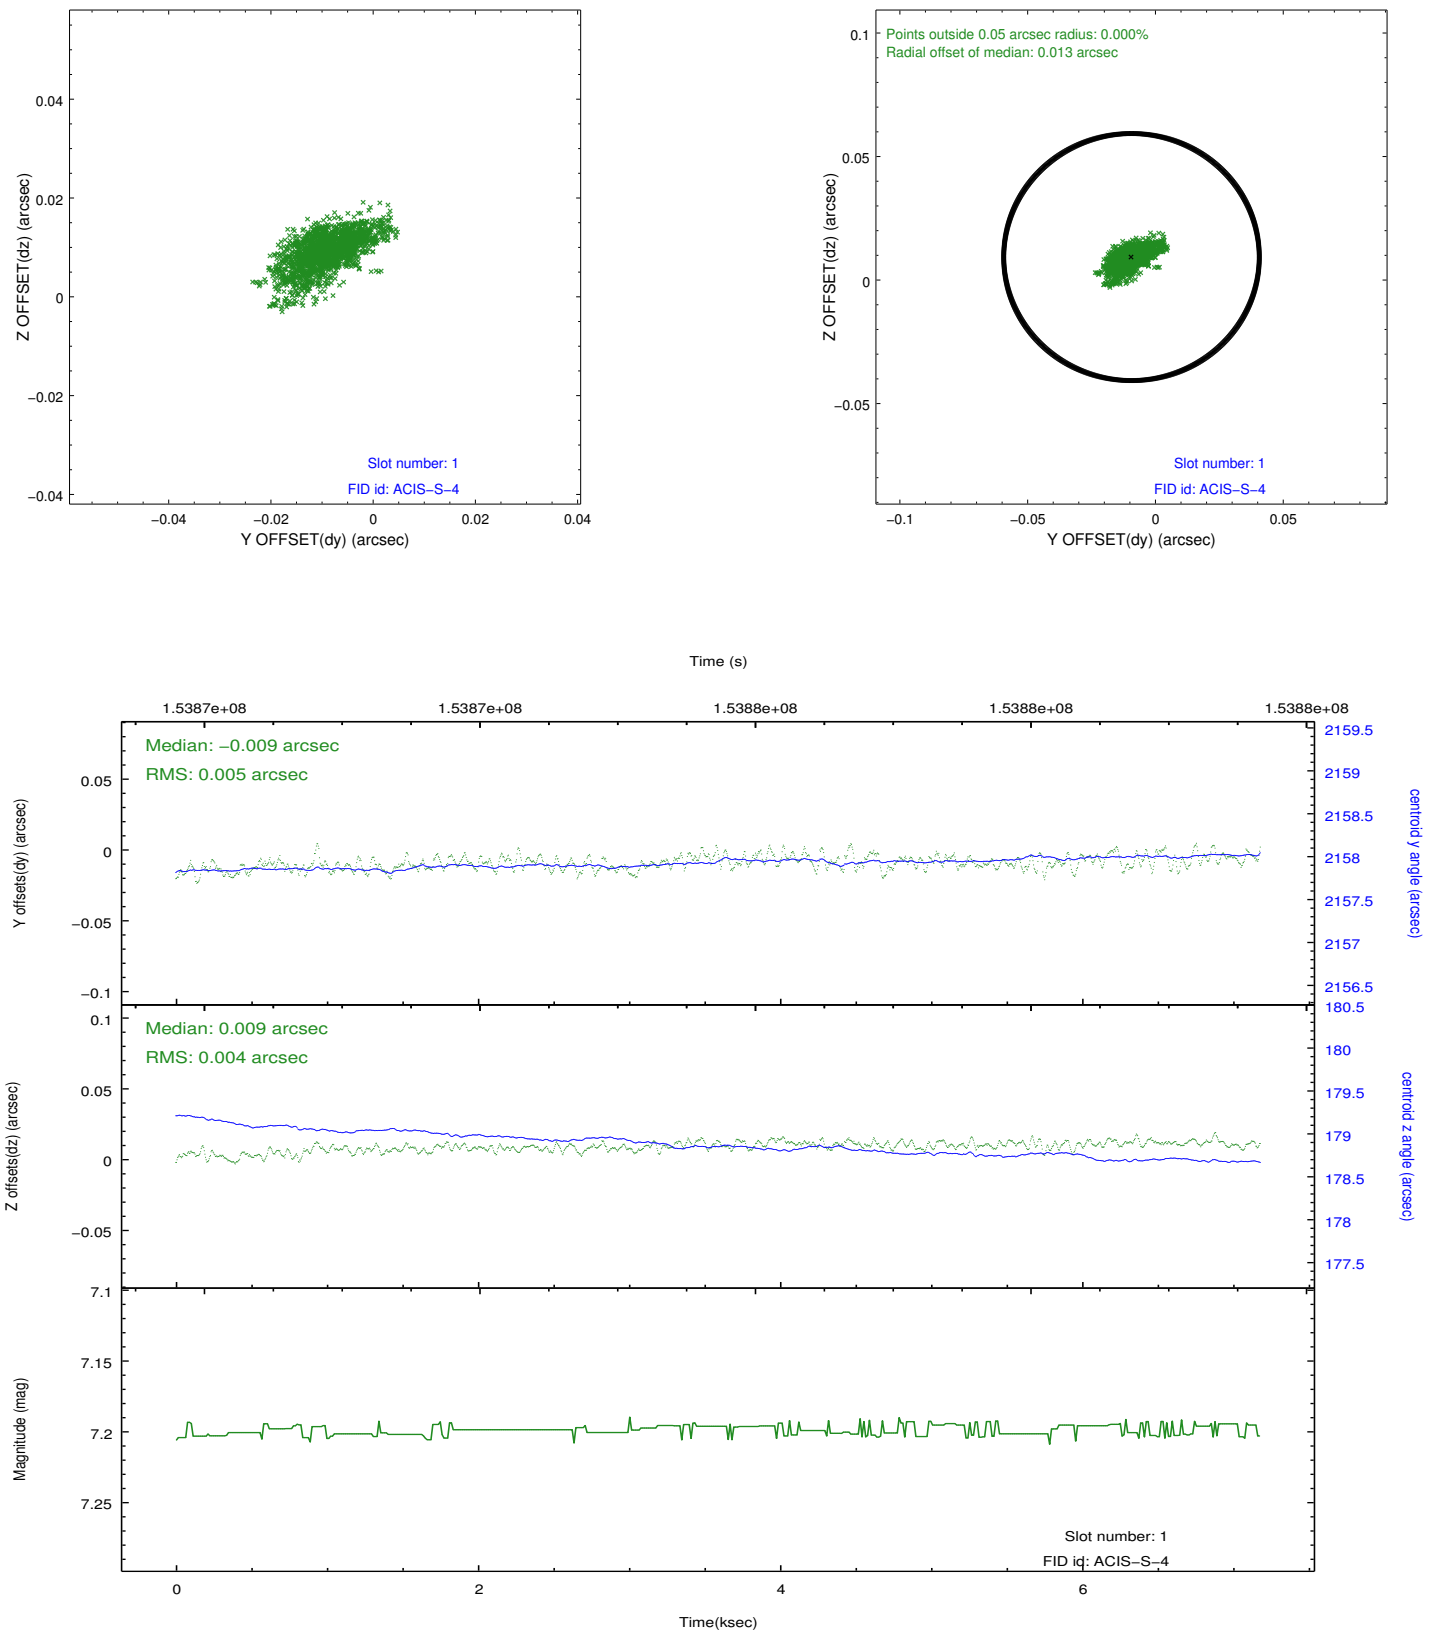 0.04
0.02
0
−0.02
−0.04
Z OFFSET(dz) (arcsec)
Slot number: 1
FID id: ACIS−S−4
−0.04
−0.02
0
0.02
0.04
Y OFFSET(dy) (arcsec)
Points outside 0.05 arcsec radius: 0.000%
Radial offset of median: 0.013 arcsec
0.1
0.05
0
−0.05
Z OFFSET(dz) (arcsec)
Slot number: 1
FID id: ACIS−S−4
−0.1
−0.05
0
0.05
Y OFFSET(dy) (arcsec)
Time (s)
1.5387e+08
1.5387e+08
1.5388e+08
1.5388e+08
1.5388e+08
Median: −0.009 arcsec
RMS: 0.005 arcsec
0.05
0
−0.05
−0.1
Y offsets(dy) (arcsec)
2159.5
2159
2158.5
2158
2157.5
2157
2156.5
centroid y angle (arcsec)
Median: 0.009 arcsec
RMS: 0.004 arcsec
0.1
0.05
0
−0.05
Z offsets(dz) (arcsec)
180.5
180
179.5
179
178.5
178
177.5
centroid z angle (arcsec)
7.1
7.15
7.2
7.25
Magnitude (mag)
Slot number: 1
FID id: ACIS−S−4
0
2
4
6
Time(ksec)